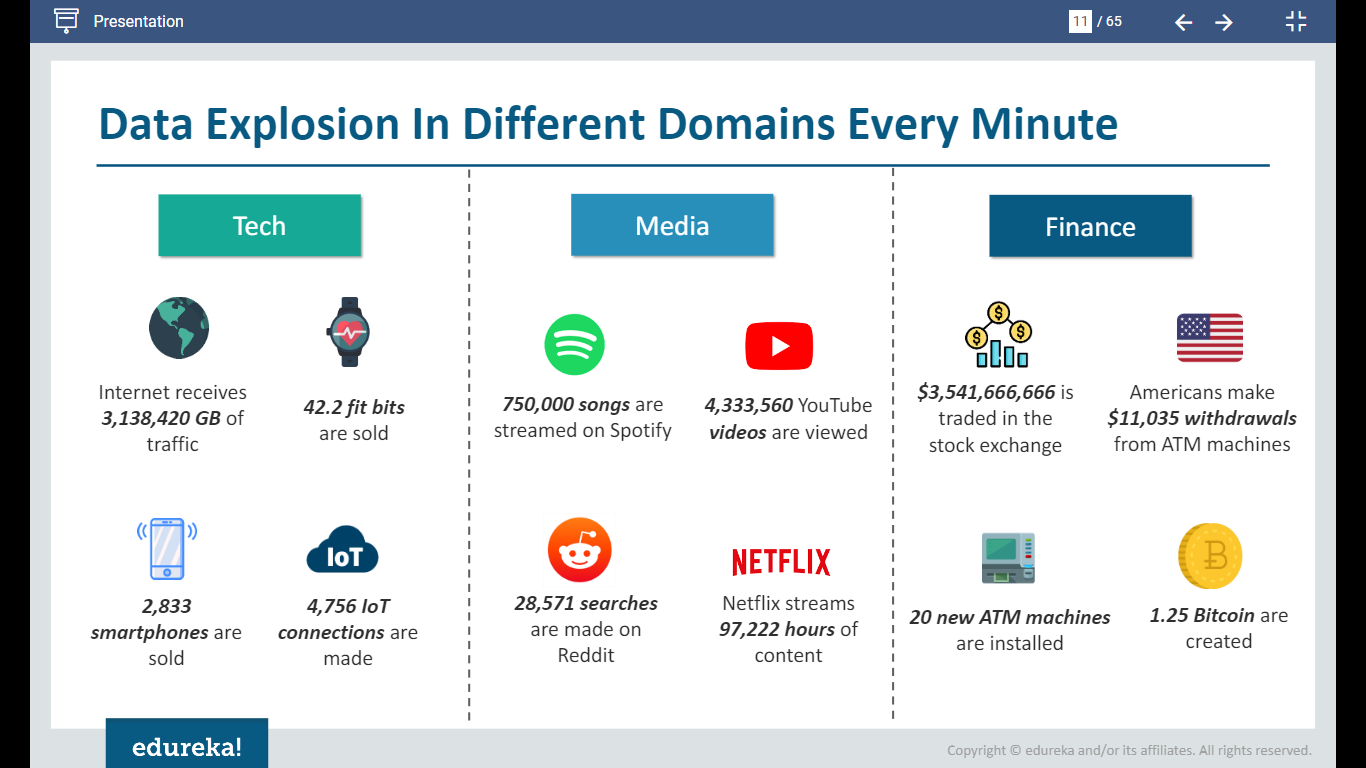 Presentation
11 / 65
Data Explosion In Different Domains Every Minute
Tech
Internet receives
3,138,420 GB of
traffic
42.2 fit bits
are sold
2,833
smartphones are
sold
IoT
4,756 IoT
connections are
made
Media
750,000 songs are
streamed on Spotify
4,333,560 YouTube
videos are viewed
28,571 searches
are made on
Reddit
NETFLIX
Netflix streams
97,222 hours of
content
Finance
$ $ $
$3,541,666,666 is
traded in the
stock exchange
Americans make
$11,035 withdrawals
from ATM machines
20 new ATM machines
are installed
1.25 Bitcoin are
created
edureka!
Copyright © edureka and/or its affiliates. All rights reserved.